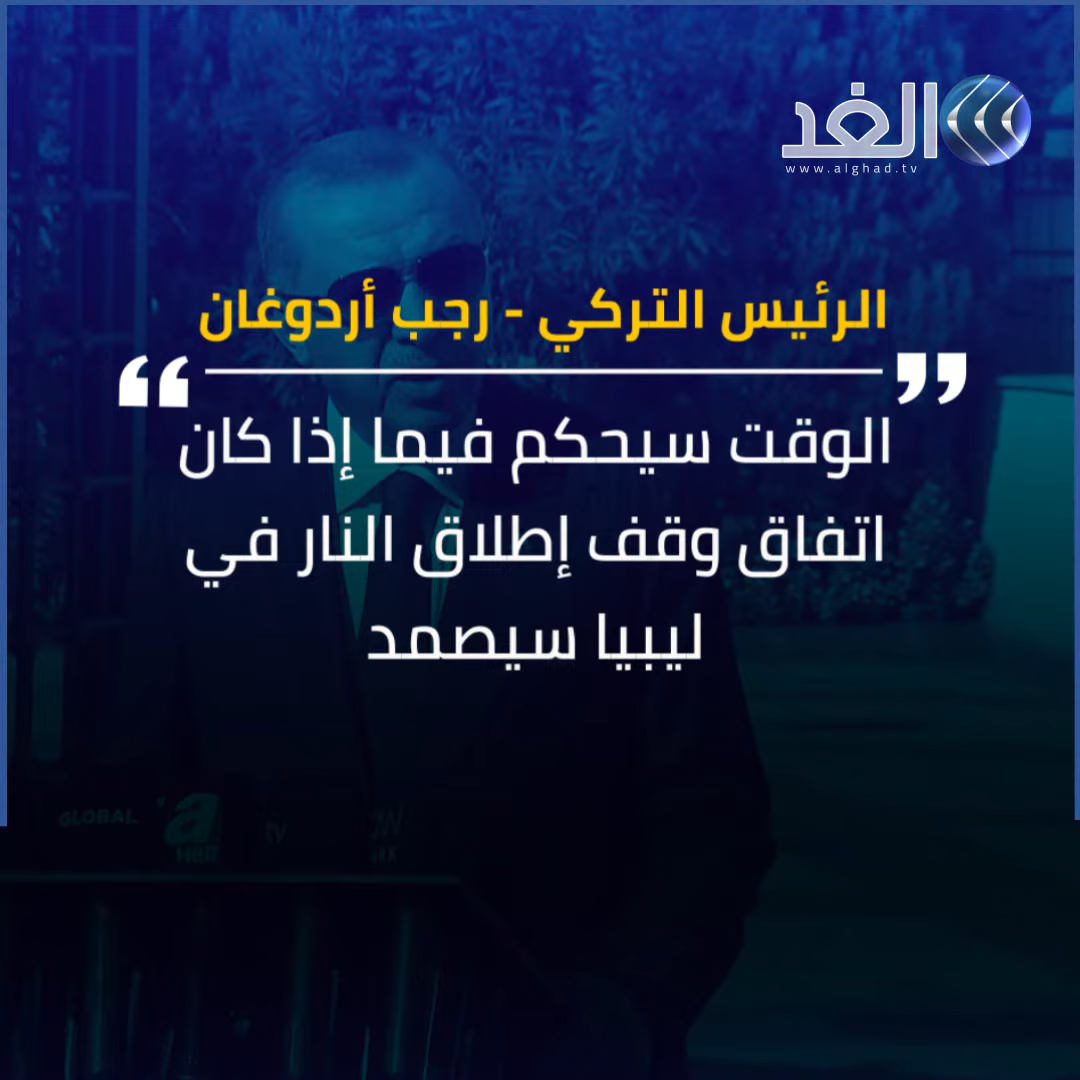 الغد
www.alghad.tv
الرئيس التركي - رجب أردوغان
”
“
الوقت سيحكم فيما إذا كان
اتفاق وقف إطلاق النار في
ليبيا سيصمد
GLOBAL
a